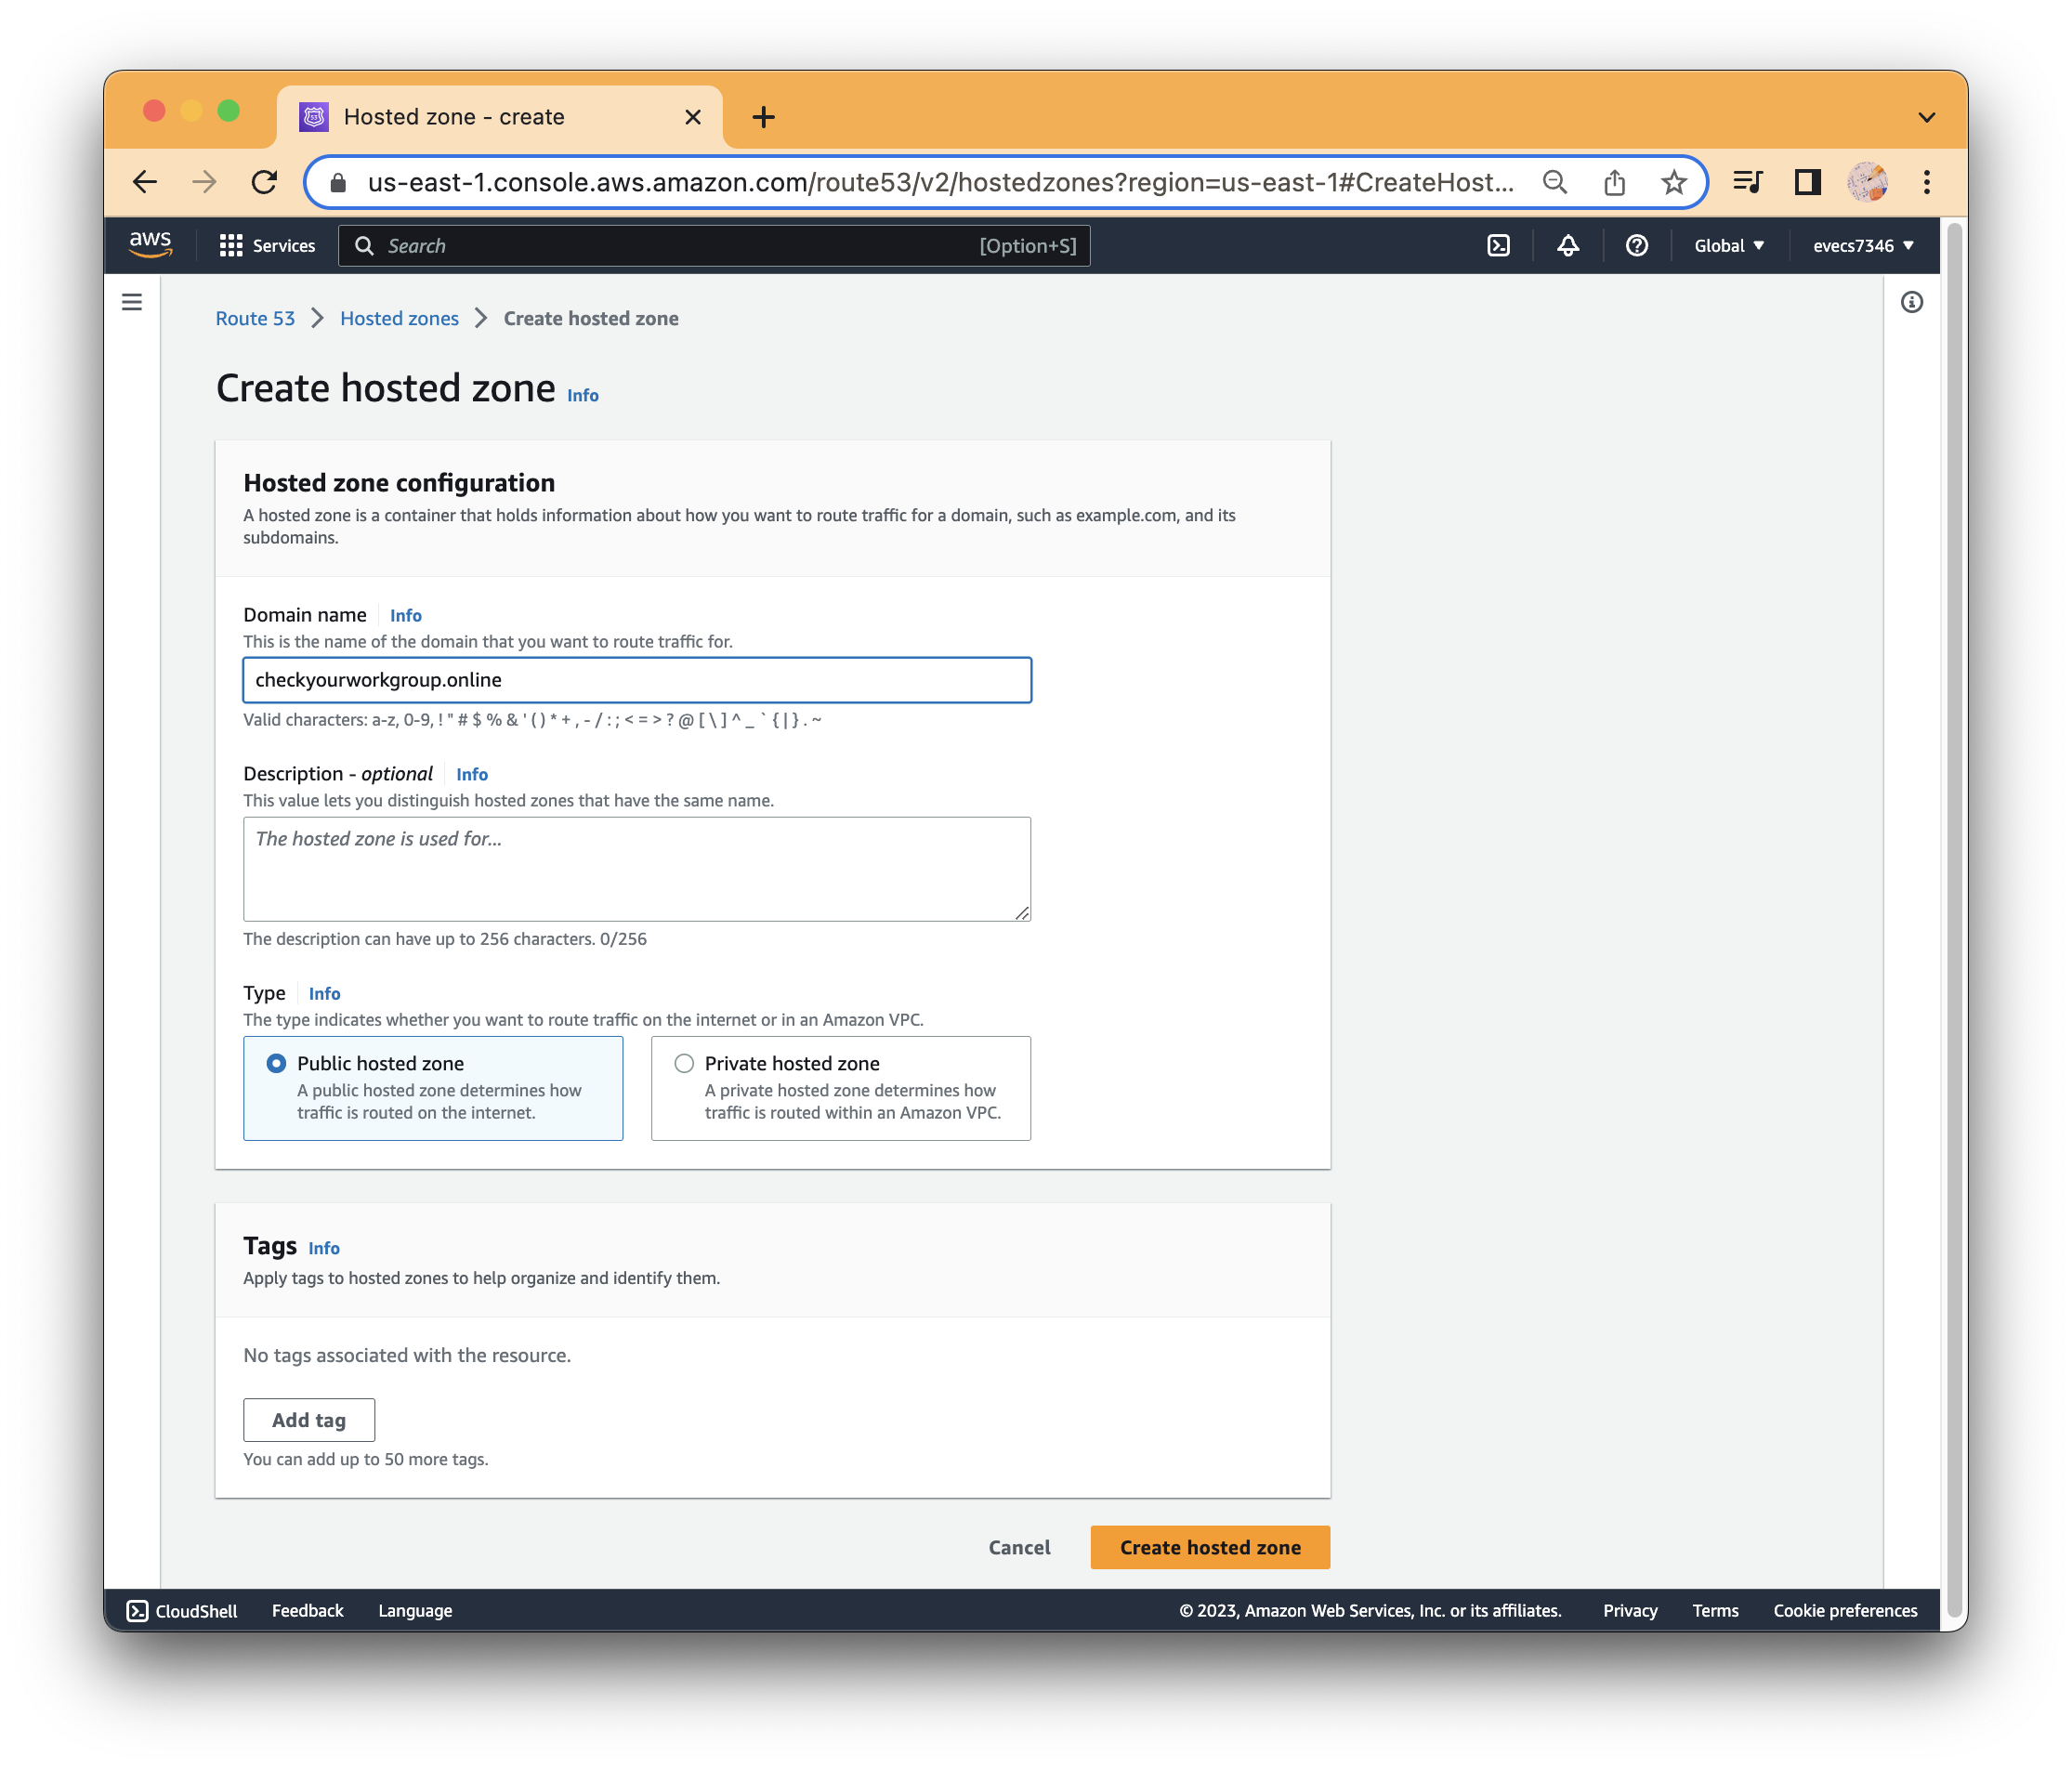 Hosted zone - create
us-east-1.console.aws.amazon.com/route53/v2/hostedzones?region=us-east-1#CreateHost...
aws
Services
Search
[Option+S]
Global
evecs7346
Route 53
Hosted zones
Create hosted zone
Create hosted zone Info
Hosted zone configuration
A hosted zone is a container that holds information about how you want to route traffic for a domain, such as example.com, and its
subdomains.
Domain name Info
This is the name of the domain that you want to route traffic for.
checkyourworkgroup.online
Valid characters: a-z, 0-9, ! " # $ % & ' ( ) * + , - / : ; < = > ? @ [ \ ] ^ _ ` { | } . ~
Description - optional Info
This value lets you distinguish hosted zones that have the same name.
The hosted zone is used for...
The description can have up to 256 characters. 0/256
Type Info
The type indicates whether you want to route traffic on the internet or in an Amazon VPC.
Public hosted zone
A public hosted zone determines how
traffic is routed on the internet.
Private hosted zone
A private hosted zone determines how
traffic is routed within an Amazon VPC.
Tags Info
Apply tags to hosted zones to help organize and identify them.
No tags associated with the resource.
Add tag
You can add up to 50 more tags.
Cancel
Create hosted zone
CloudShell
Feedback
Language
© 2023, Amazon Web Services, Inc. or its affiliates.
Privacy
Terms
Cookie preferences